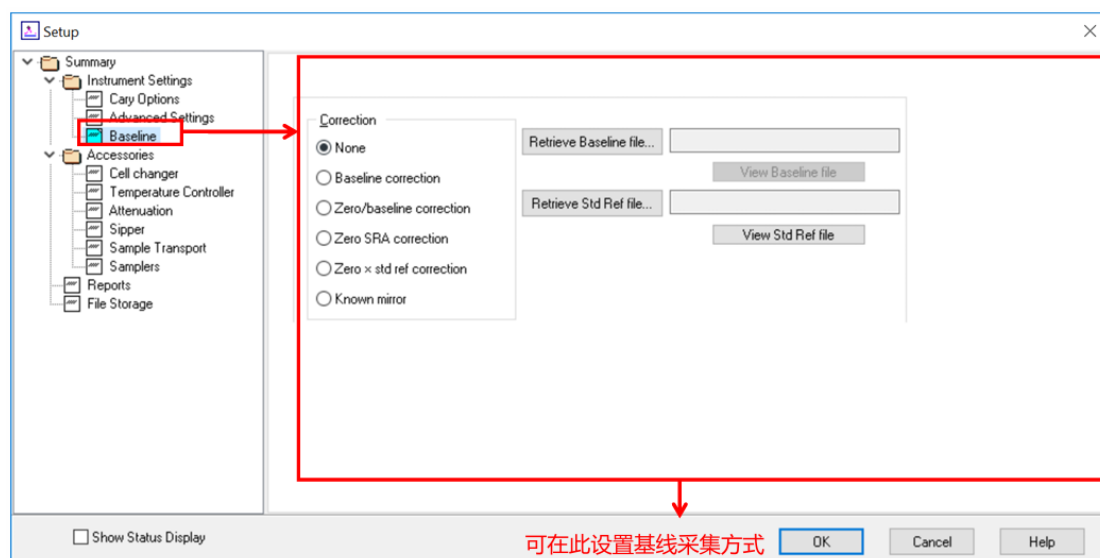 Setup
Summary
Instrument Settings
Cary Options
Advanced Settings
Baseline
Accessories
Cell changer
Temperature Controller
Attenuation
Sipper
Sample Transport
Samplers
Reports
File Storage
Correction
None
Baseline correction
Zero/baseline correction
Zero SRA correction
Zero × std ref correction
Known mirror
Retrieve Baseline file...
View Baseline file
Retrieve Std Ref file...
View Std Ref file
Show Status Display
可在此设置基线采集方式
OK
Cancel
Help